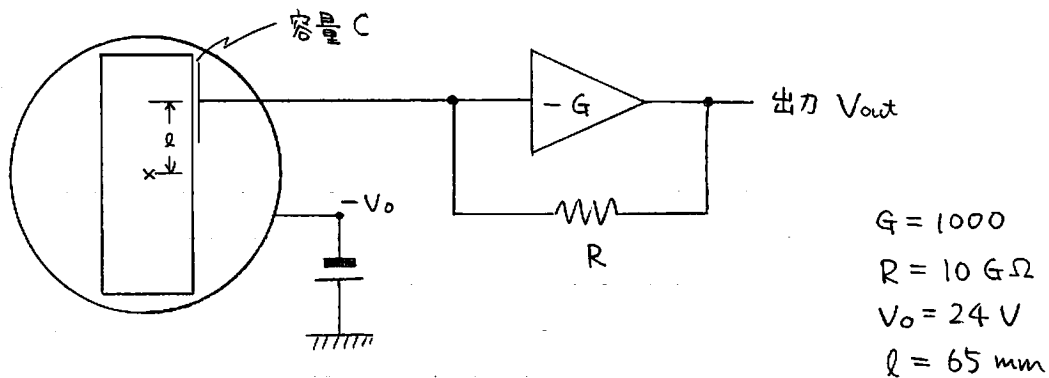 容量 C
- G
出力 Vout
l
×
-V₀
R
G = 1000
R = 10 GΩ
V₀ = 24 V
l = 65 mm